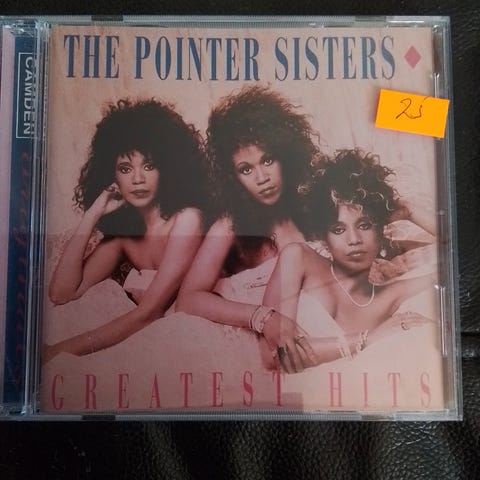 THE POINTER SISTERS
25
CAMDEN
GREATEST HITS